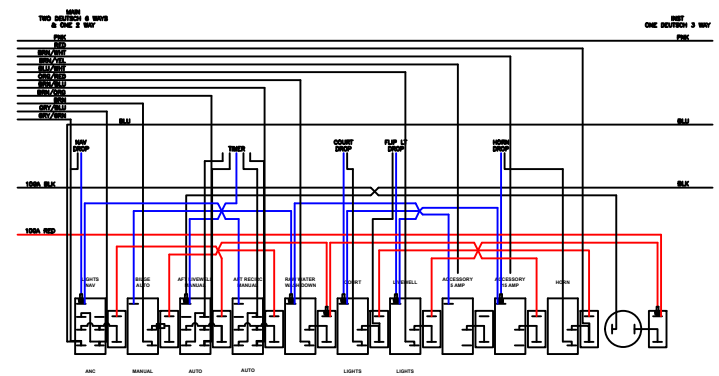 MAIN
TWO DEUTSCH 6 WAYS
& ONE 2 WAY
INST
ONE DEUTSCH 3 WAY
PNK
PNK
RED
BRN/WHT
BRN/YEL
BLU/WHT
ORG/RED
BRN/BLU
BRN/ORG
BRN
GRY/BLU
GRY/BRN
BLU
BLU
NAV
DROP
TIMER
COURT
DROP
FLIP LT
DROP
HORN
DROP
100A BLK
BLK
100A RED
LIGHTS
NAV
BILGE
AUTO
AFT LIVEWELL
MANUAL
AFT RECIRC
MANUAL
RAW WATER
WASHDOWN
COURT
LIVEWELL
ACCESSORY
5 AMP
ACCESSORY
15 AMP
HORN
ANC
MANUAL
AUTO
AUTO
LIGHTS
LIGHTS